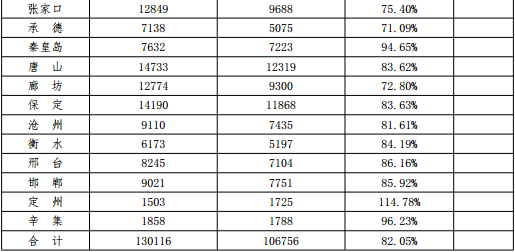 张家口 12849 9688 75.40%
承 德 7138 5075 71.09%
秦皇岛 7632 7223 94.65%
唐 山 14733 12319 83.62%
廊 坊 12774 9300 72.80%
保 定 14190 11868 83.63%
沧 州 9110 7435 81.61%
衡 水 6173 5197 84.19%
邢 台 8245 7104 86.16%
邯 郸 9021 7751 85.92%
定 州 1503 1725 114.78%
辛 集 1858 1788 96.23%
合 计 130116 106756 82.05%